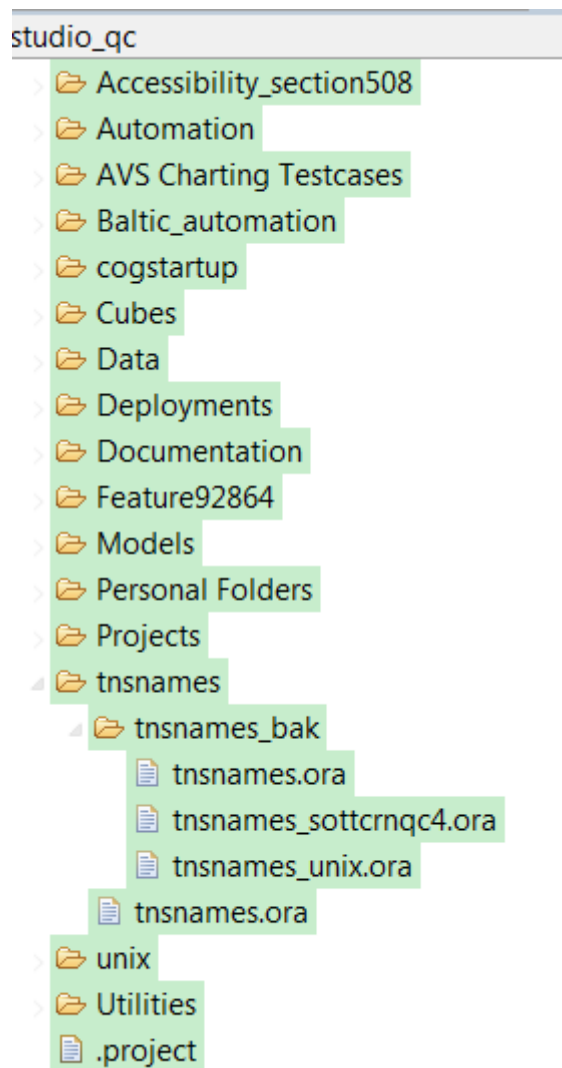 studio_qc
Accessibility_section508
Automation
AVS Charting Testcases
Baltic_automation
cogstartup
Cubes
Data
Deployments
Documentation
Feature92864
Models
Personal Folders
Projects
tnsnames
tnsnames_bak
tnsnames.ora
tnsnames_sottcrnqc4.ora
tnsnames_unix.ora
tnsnames.ora
unix
Utilities
.project